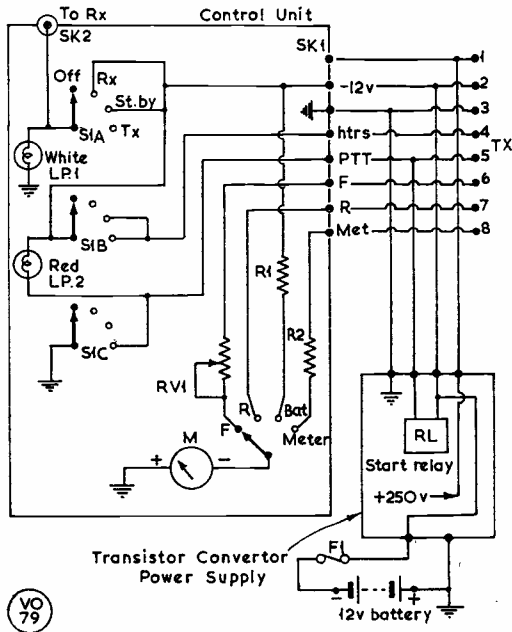 To Rx
Control Unit
SK2
SK1
Off
Rx
St.by
Tx
S1A
White
LP.1
S1B
Red
LP.2
S1C
-12v
htrs
PTT
F
R
Met
1
2
3
4
5
6
7
8
TX
R1
R2
RV1
R
Bat
F
Meter
M
+
-
RL
Start relay
+250v
Transistor Convertor
Power Supply
F1
-
+
12v battery
VO
79